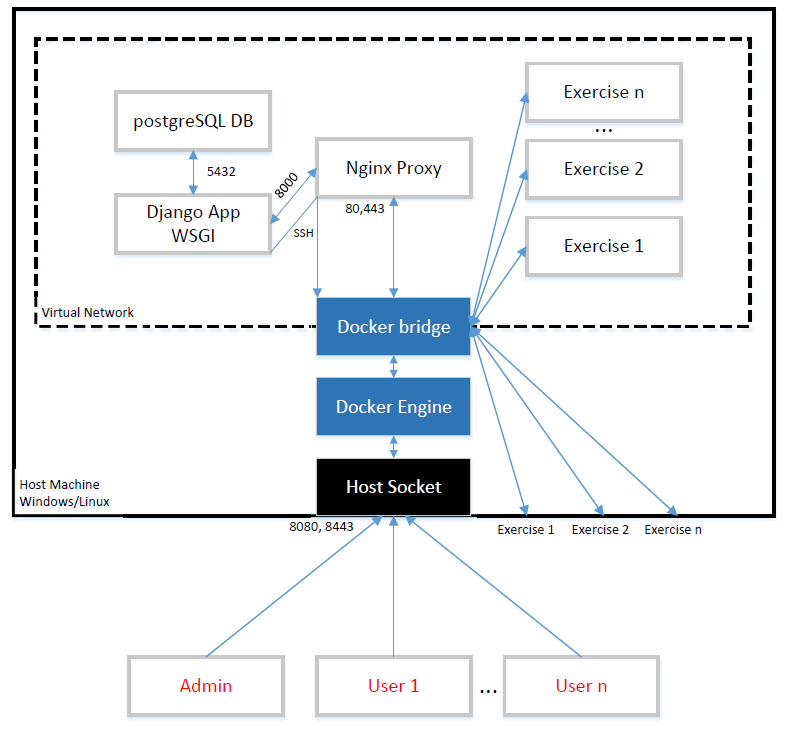 Exercise n
...
postgreSQL DB
5432
8000
Nginx Proxy
Exercise 2
Django App
WSGI
SSH
80,443
Exercise 1
Virtual Network
Docker bridge
Docker Engine
Host Machine
Windows/Linux
Host Socket
8080, 8443
Exercise 1
Exercise 2
Exercise n
Admin
User 1
...
User n